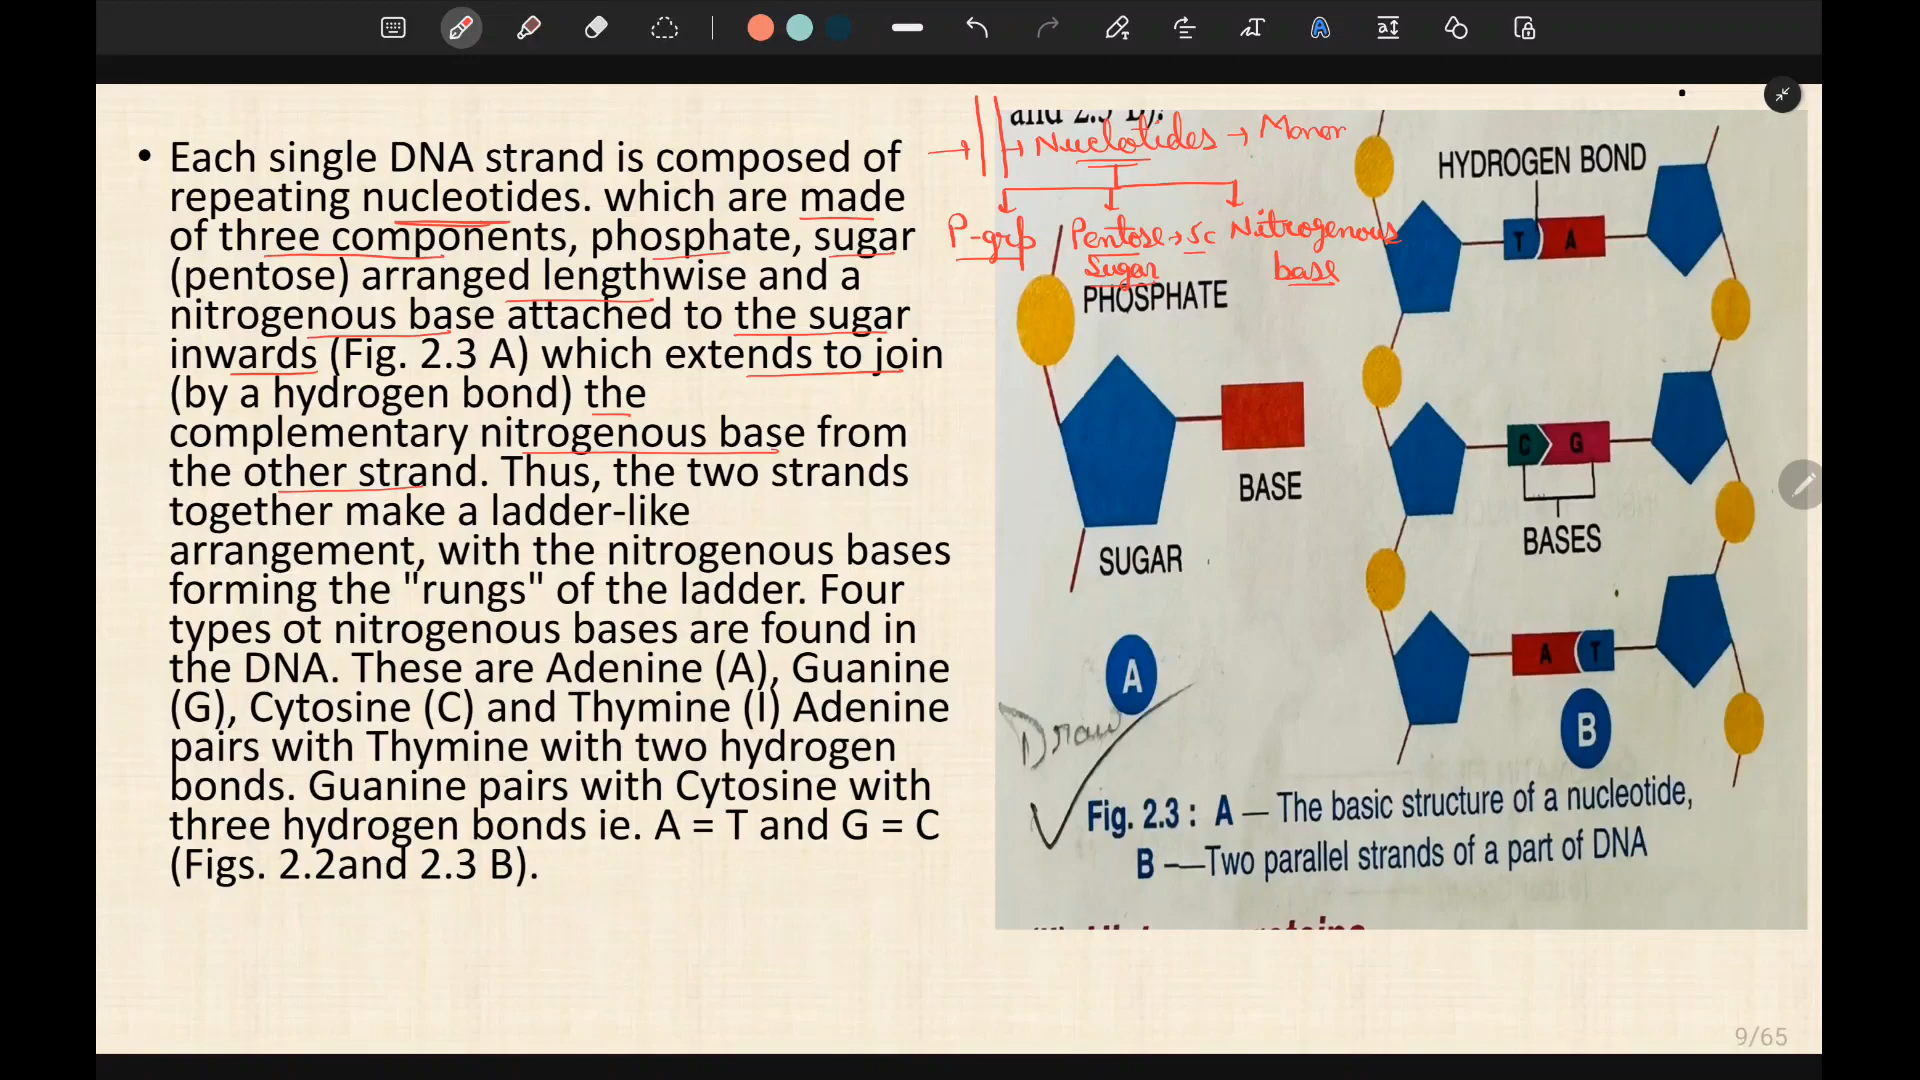 • Each single DNA strand is composed of
repeating nucleotides. which are made
of three components, phosphate, sugar
(pentose) arranged lengthwise and a
nitrogenous base attached to the sugar
inwards (Fig. 2.3 A) which extends to join
(by a hydrogen bond) the
complementary nitrogenous base from
the other strand. Thus, the two strands
together make a ladder-like
arrangement, with the nitrogenous bases
forming the "rungs" of the ladder. Four
types ot nitrogenous bases are found in
the DNA. These are Adenine (A), Guanine
(G), Cytosine (C) and Thymine (I) Adenine
pairs with Thymine with two hydrogen
bonds. Guanine pairs with Cytosine with
three hydrogen bonds ie. A = T and G = C
(Figs. 2.2and 2.3 B).
and 2.3 B).
→ → Nuclotides → Monor
P-grp Pentose → 5c Nitrogenous
Sugar base
PHOSPHATE
BASE
SUGAR
A
Draw
HYDROGEN BOND
T A
C G
BASES
A T
B
Fig. 2.3 : A — The basic structure of a nucleotide,
B — Two parallel strands of a part of DNA
9/65